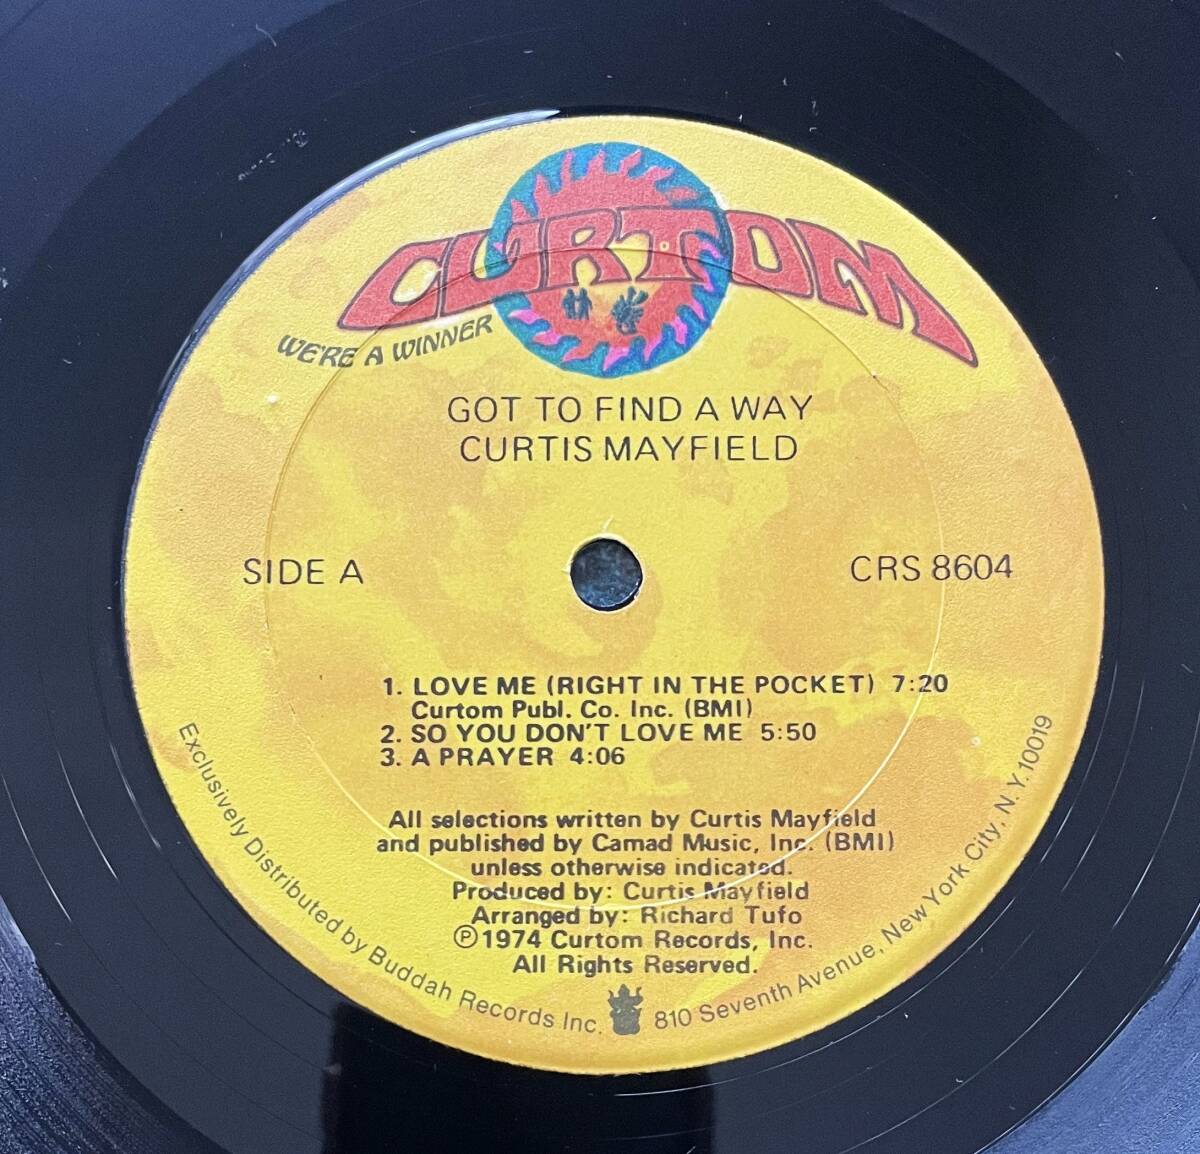 CURTOM
WE'RE A WINNER
GOT TO FIND A WAY
CURTIS MAYFIELD
SIDE A
CRS 8604
1. LOVE ME (RIGHT IN THE POCKET) 7:20
Curtom Publ. Co. Inc. (BMI)
2. SO YOU DON'T LOVE ME 5:50
3. A PRAYER 4:06
All selections written by Curtis Mayfield
and published by Camad Music, Inc. (BMI)
unless otherwise indicated.
Produced by: Curtis Mayfield
Arranged by: Richard Tufo
℗1974 Curtom Records, Inc.
All Rights Reserved.
Exclusively Distributed by Buddah Records Inc. 810 Seventh Avenue, New York City, N.Y. 10019